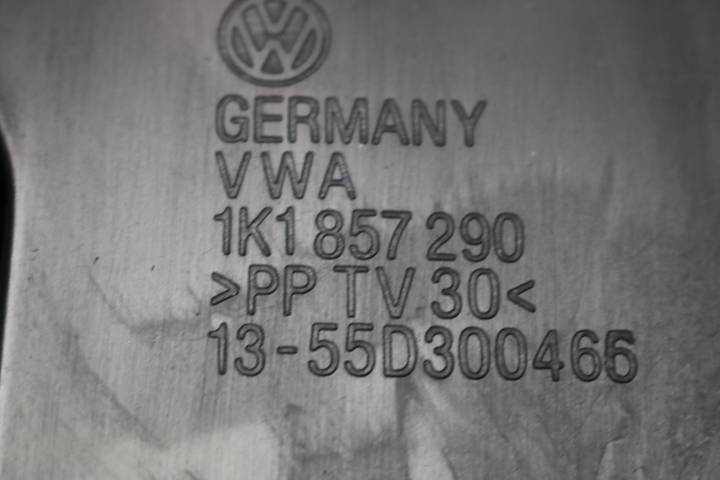 GERMANY
VWA
1K1 857 290
>PP TV 30<
13-55D300466